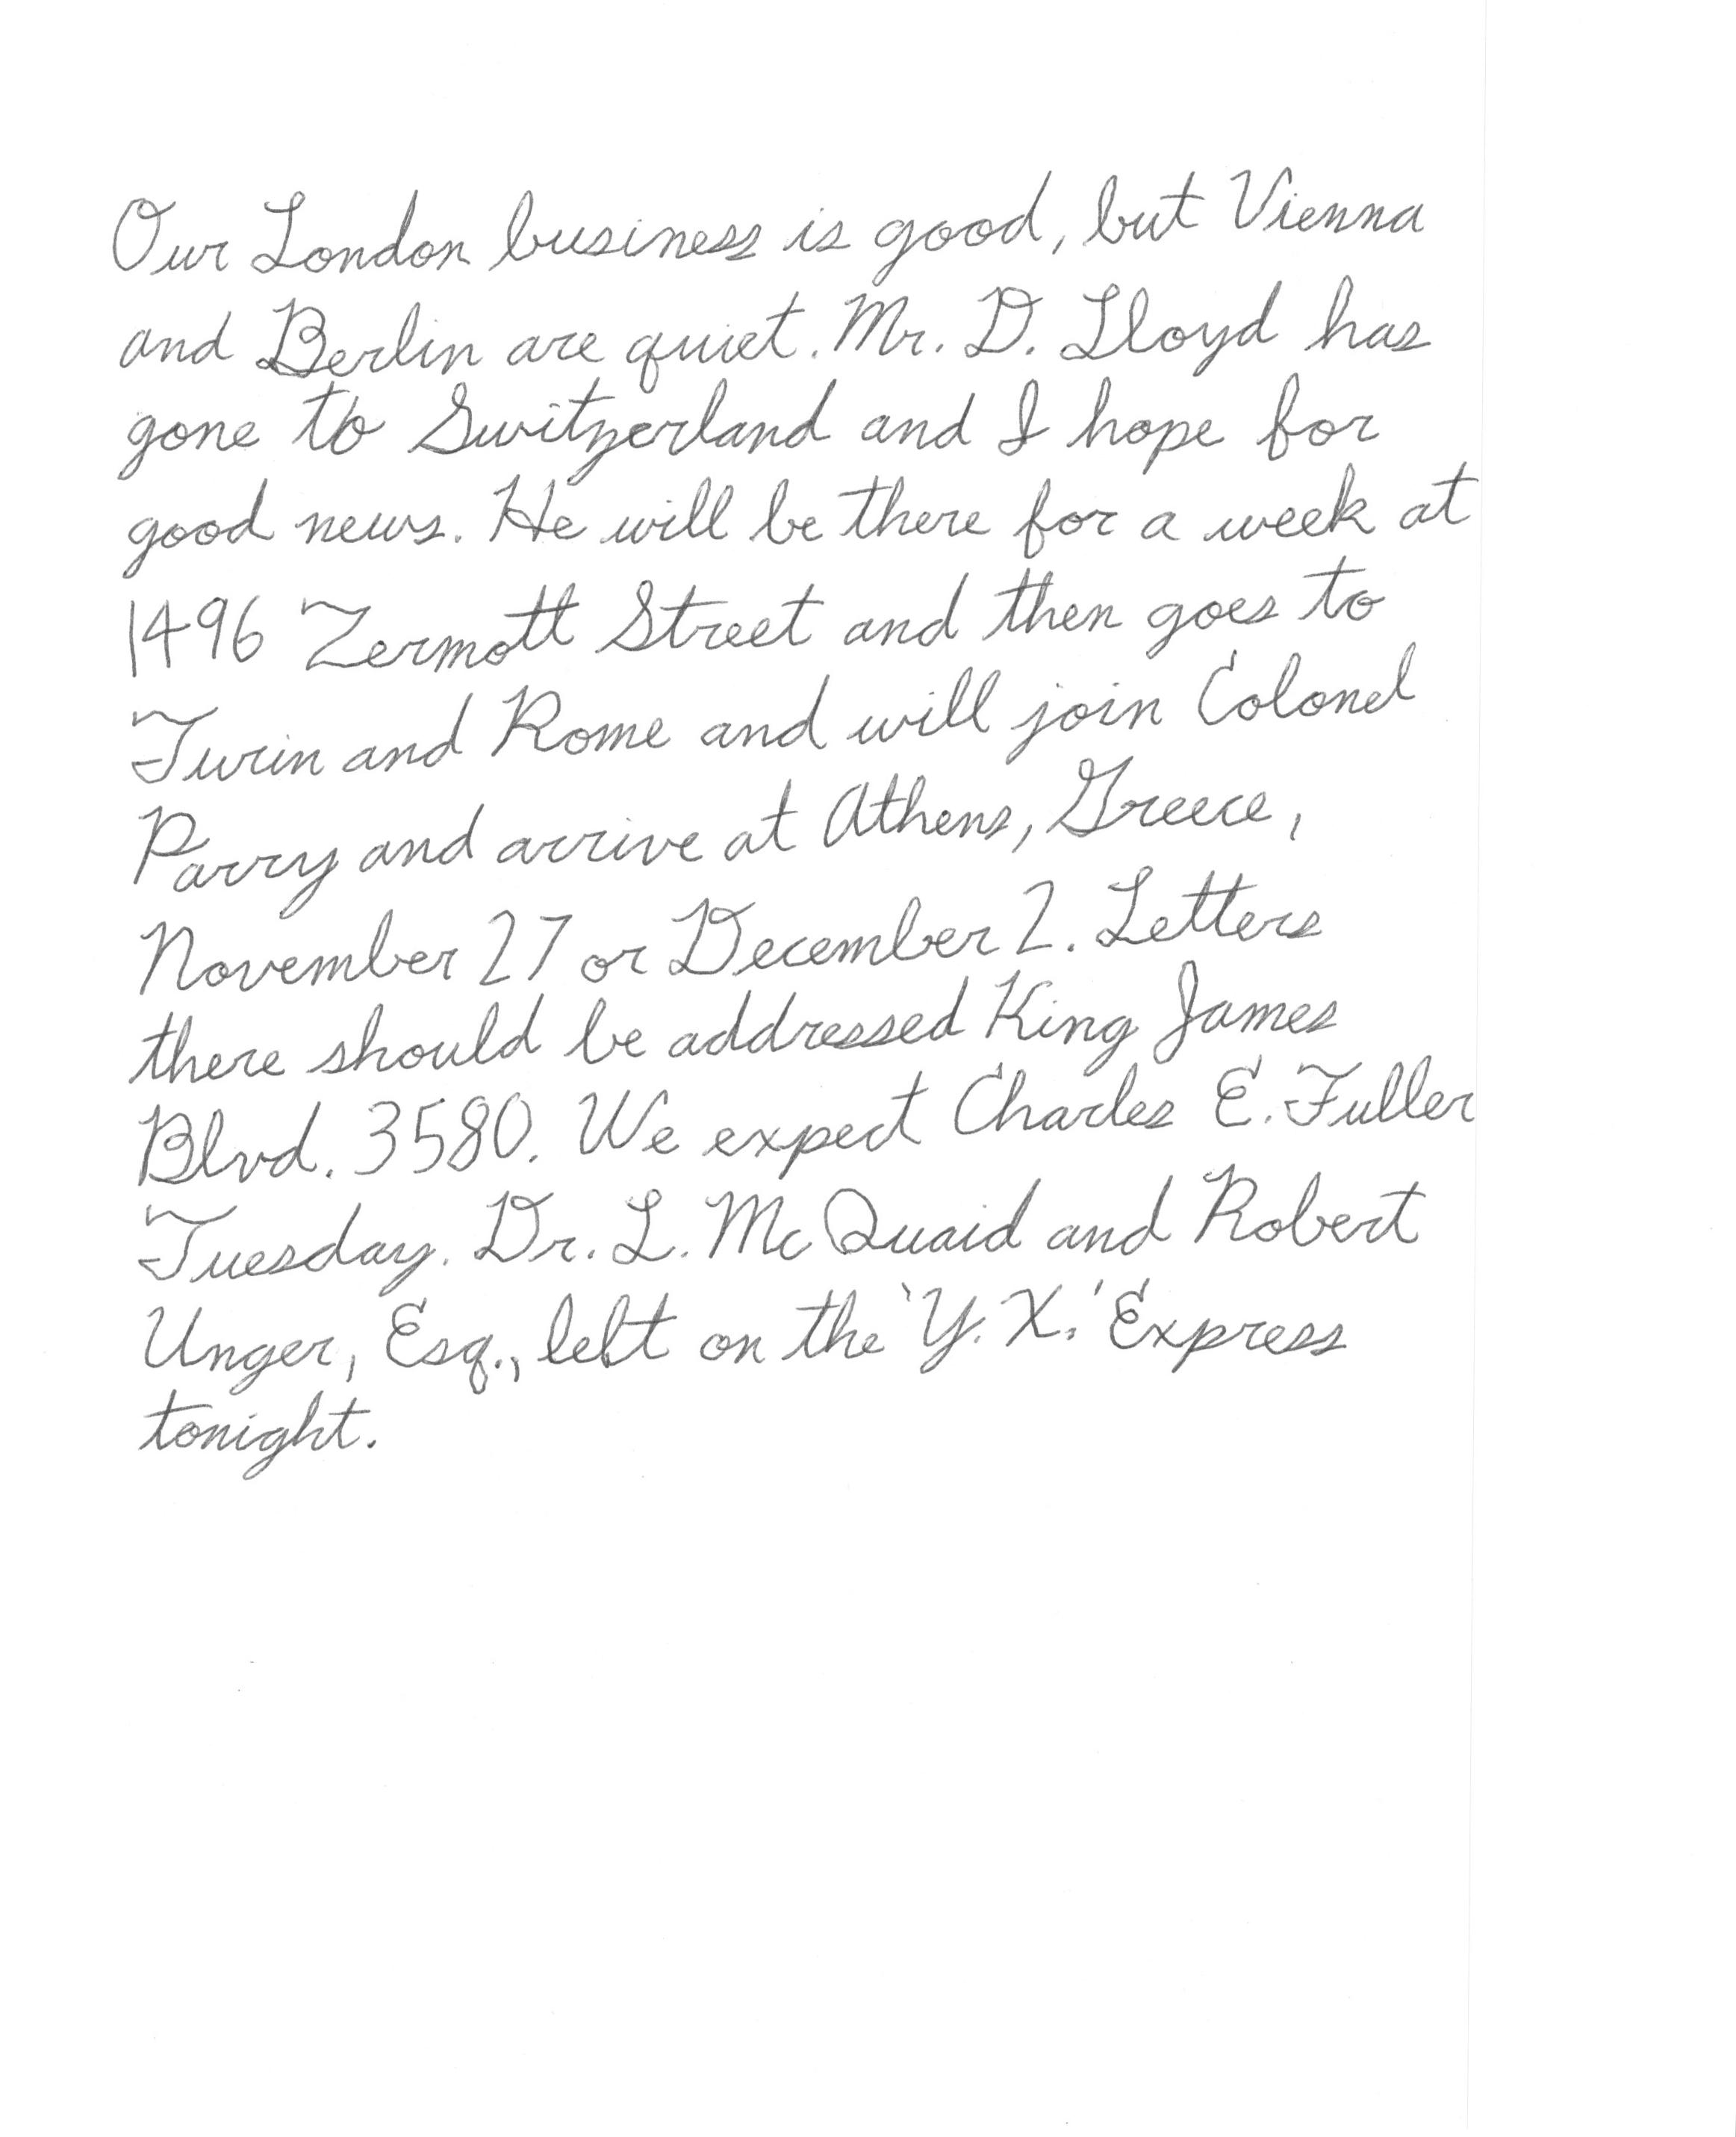 Our London business is good, but Vienna
and Berlin are quiet. Mr. D. Lloyd has
gone to Switzerland and I hope for
good news. He will be there for a week at
1496 Zermott Street and then goes to
Turin and Rome and will join Colonel
Parry and arrive at Athens, Greece,
November 27 or December 2. Letters
there should be addressed King James
Blvd. 3580. We expect Charles E. Fuller
Tuesday. Dr. L. McQuaid and Robert
Unger, Esq., left on the 'Y. X.' Express
tonight.